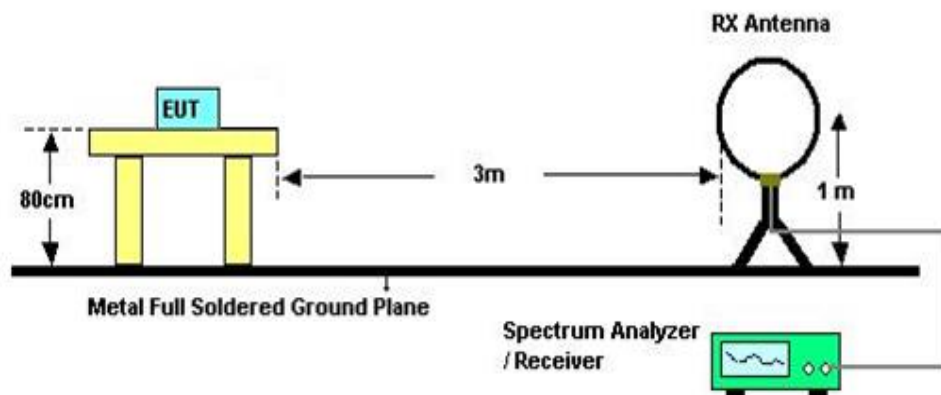 RX Antenna
EUT
80cm
3m
1 m
Metal Full Soldered Ground Plane
Spectrum Analyzer
/ Receiver